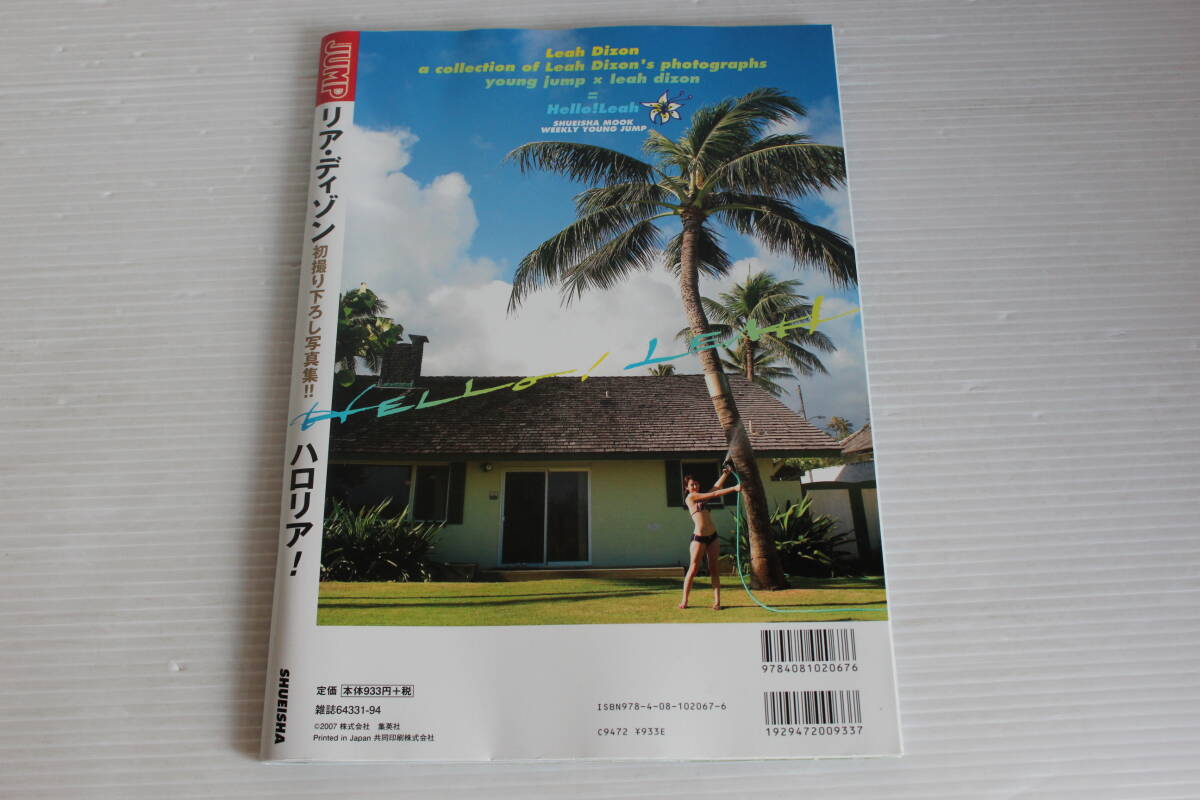 JUMP
リア・ディゾン
初撮り下ろし写真集!!
ハロリア!
SHUEISHA
Leah Dizon
a collection of Leah Dizon's photographs
young jump × leah dizon
=
Hello!Leah
SHUEISHA MOOK
WEEKLY YOUNG JUMP
HELLO! LEAH
定価 本体933円+税
雑誌64331-94
©2007 株式会社 集英社
Printed in Japan 共同印刷株式会社
ISBN978-4-08-102067-6
C9472 ¥933E
9784081020676
1929472009337